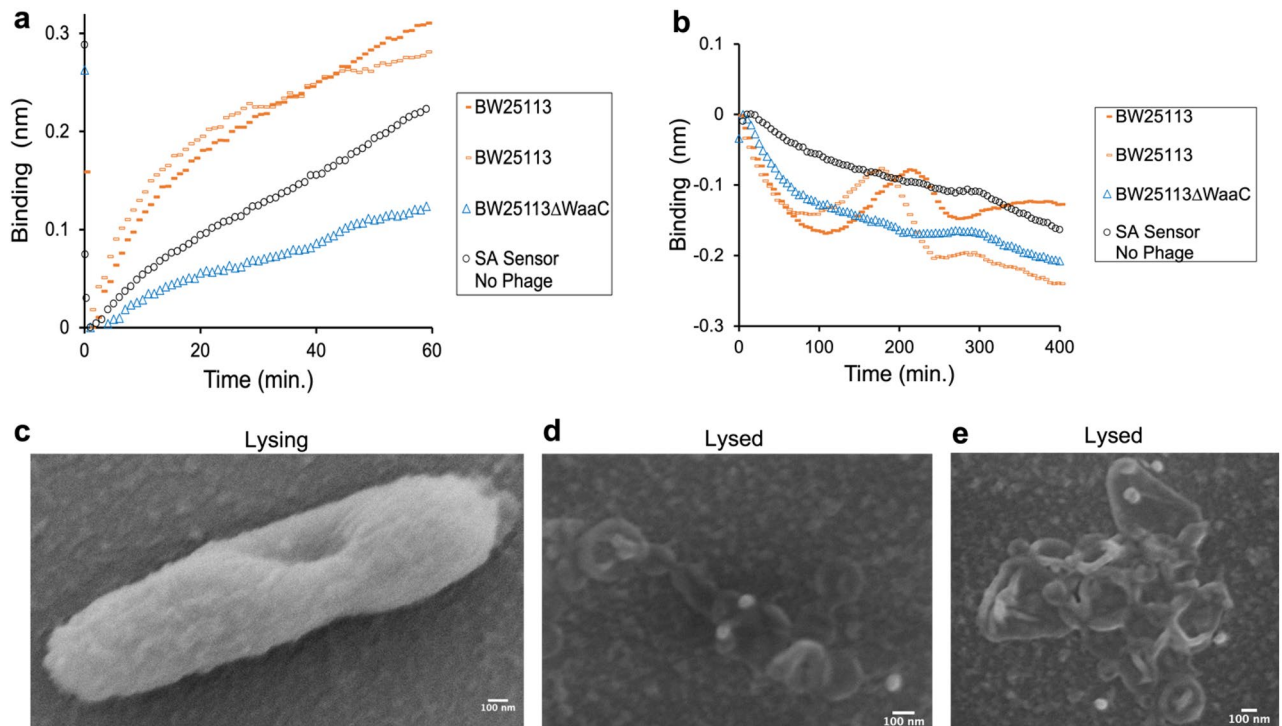 a
0.3
0.2
0.1
0
Binding (nm)
0
20
40
60
Time (min.)
BW25113
BW25113
BW25113ΔWaaC
SA Sensor
No Phage
b
0.1
0
-0.1
-0.2
-0.3
Binding (nm)
0
100
200
300
400
Time (min.)
BW25113
BW25113
BW25113ΔWaaC
SA Sensor
No Phage
c
Lysing
100 nm
d
Lysed
100 nm
e
Lysed
100 nm